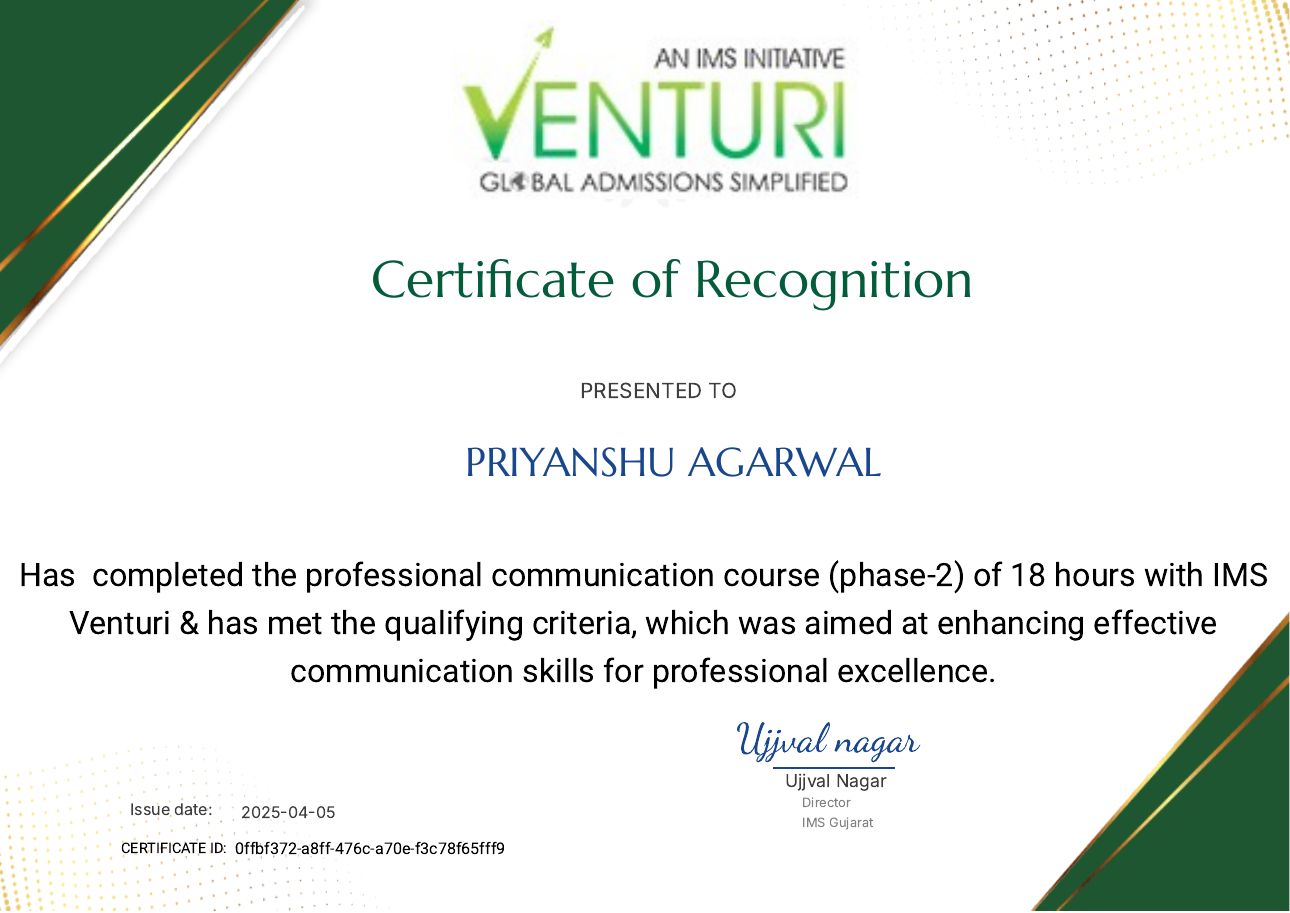 AN IMS INITIATIVE
VENTURI
GLOBAL ADMISSIONS SIMPLIFIED
Certificate of Recognition
PRESENTED TO
PRIYANSHU AGARWAL
Has  completed the professional communication course (phase-2) of 18 hours with IMS
Venturi & has met the qualifying criteria, which was aimed at enhancing effective
communication skills for professional excellence.
Ujjval nagar
Ujjval Nagar
Director
IMS Gujarat
Issue date: 2025-04-05
CERTIFICATE ID: 0ffbf372-a8ff-476c-a70e-f3c78f65fff9